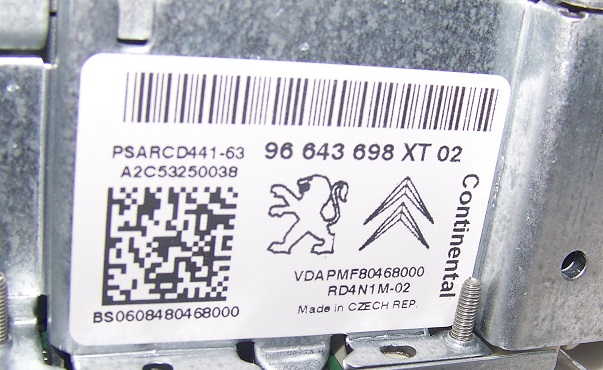 PSARCD441-63 96 643 698 XT 02
A2C53250038
Continental
VDAPMF80468000
RD4N1M-02
BS0608480468000
Made in CZECH REP.